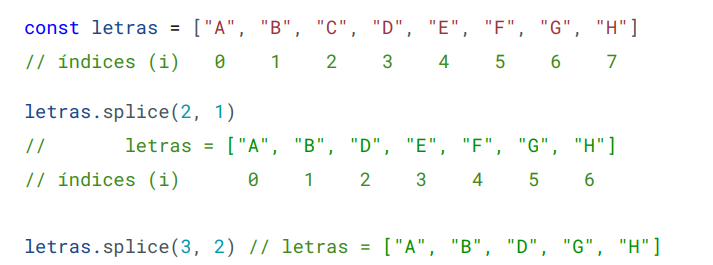 const letras = ["A", "B", "C", "D", "E", "F", "G", "H"]
// índices (i)   0    1    2    3    4    5    6    7
letras.splice(2, 1)
//       letras = ["A", "B", "D", "E", "F", "G", "H"]
// índices (i)      0    1    2    3    4    5    6
letras.splice(3, 2) // letras = ["A", "B", "D", "G", "H"]